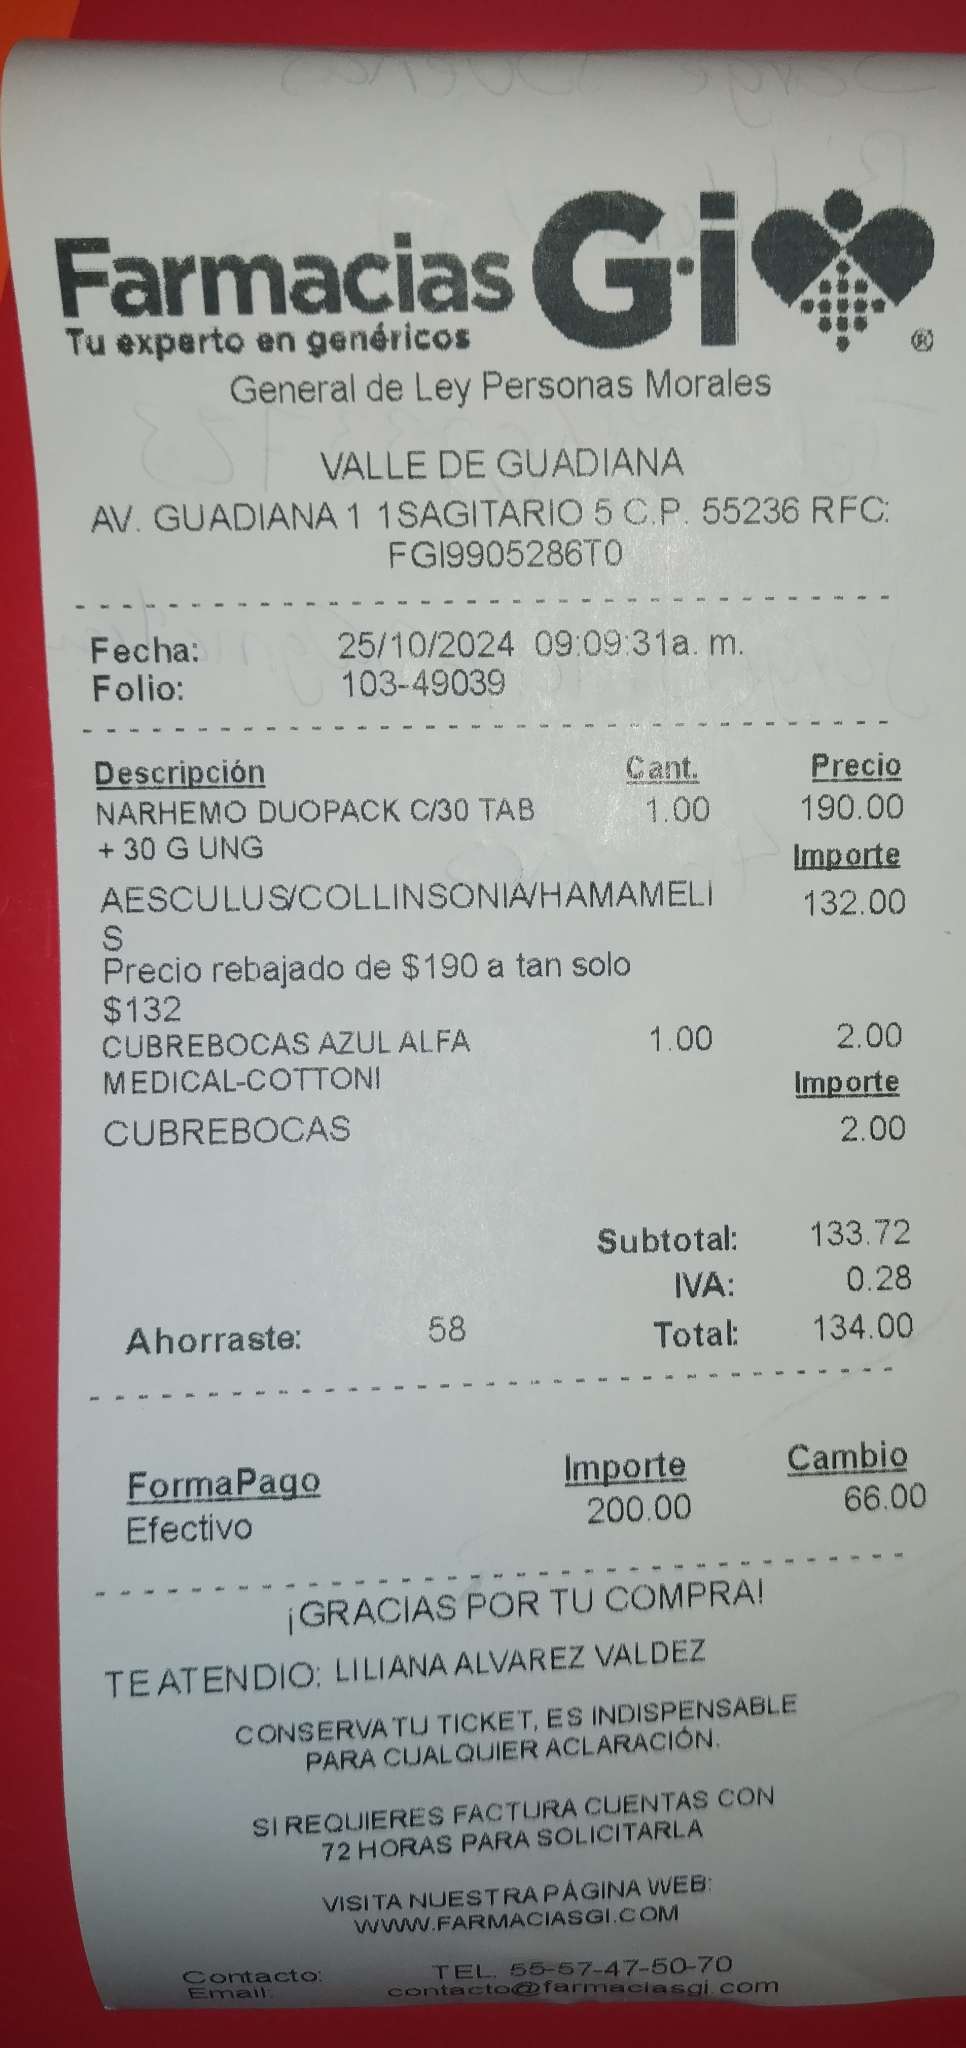 Farmacias G·i ®
Tu experto en genéricos
General de Ley Personas Morales
VALLE DE GUADIANA
AV. GUADIANA 1 1SAGITARIO 5 C.P. 55236 RFC:
FGI9905286T0
Fecha: 25/10/2024 09:09:31a. m.
Folio: 103-49039
Descripción Cant. Precio
NARHEMO DUOPACK C/30 TAB 1.00 190.00
+ 30 G UNG Importe
AESCULUS/COLLINSONIA/HAMAMELI 132.00
S
Precio rebajado de $190 a tan solo
$132
CUBREBOCAS AZUL ALFA 1.00 2.00
MEDICAL-COTTONI Importe
CUBREBOCAS 2.00
Subtotal: 133.72
IVA: 0.28
Ahorraste: 58 Total: 134.00
FormaPago Importe Cambio
Efectivo 200.00 66.00
¡GRACIAS POR TU COMPRA!
TE ATENDIO: LILIANA ALVAREZ VALDEZ
CONSERVA TU TICKET, ES INDISPENSABLE
PARA CUALQUIER ACLARACIÓN.
SI REQUIERES FACTURA CUENTAS CON
72 HORAS PARA SOLICITARLA
VISITA NUESTRA PÁGINA WEB:
WWW.FARMACIASGI.COM
Contacto: TEL. 55-57-47-50-70
Email: contacto@farmaciasgi.com